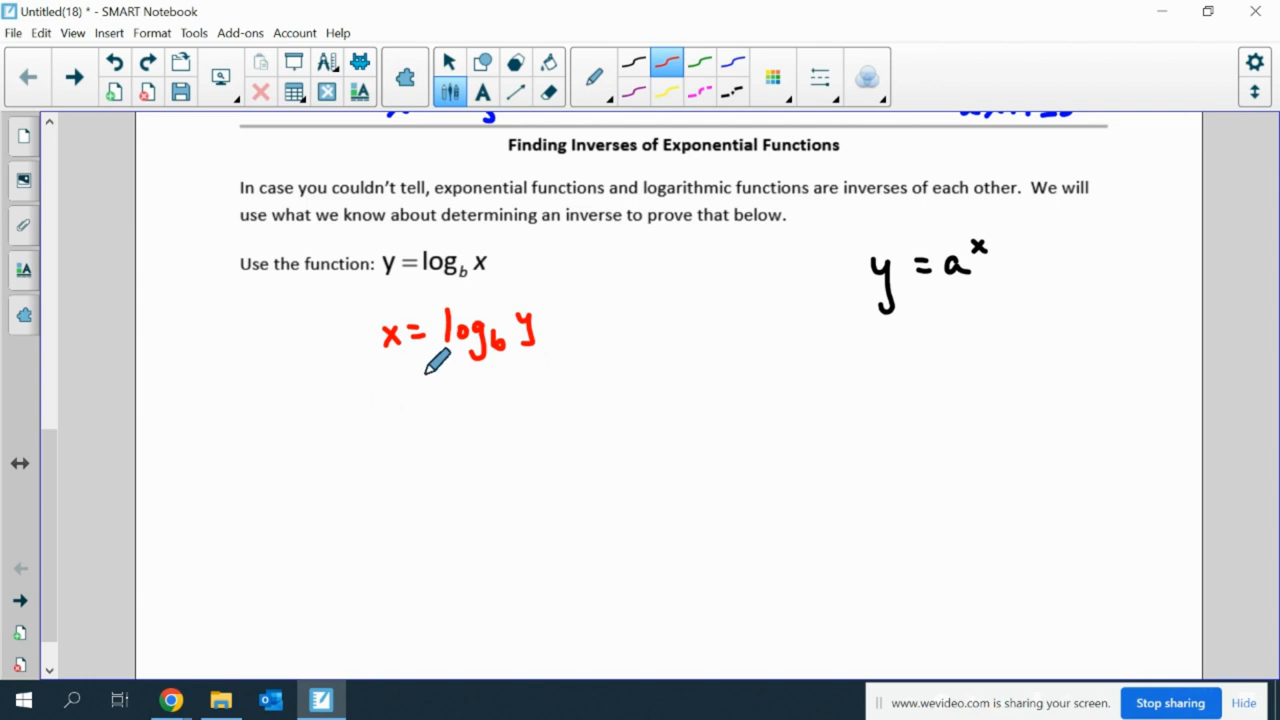 Untitled(18) * - SMART Notebook
File Edit View Insert Format Tools Add-ons Account Help
Finding Inverses of Exponential Functions
In case you couldn't tell, exponential functions and logarithmic functions are inverses of each other. We will
use what we know about determining an inverse to prove that below.
Use the function: y = log_b x
y = a^x
x = log_b y
www.wevideo.com is sharing your screen.
Stop sharing
Hide